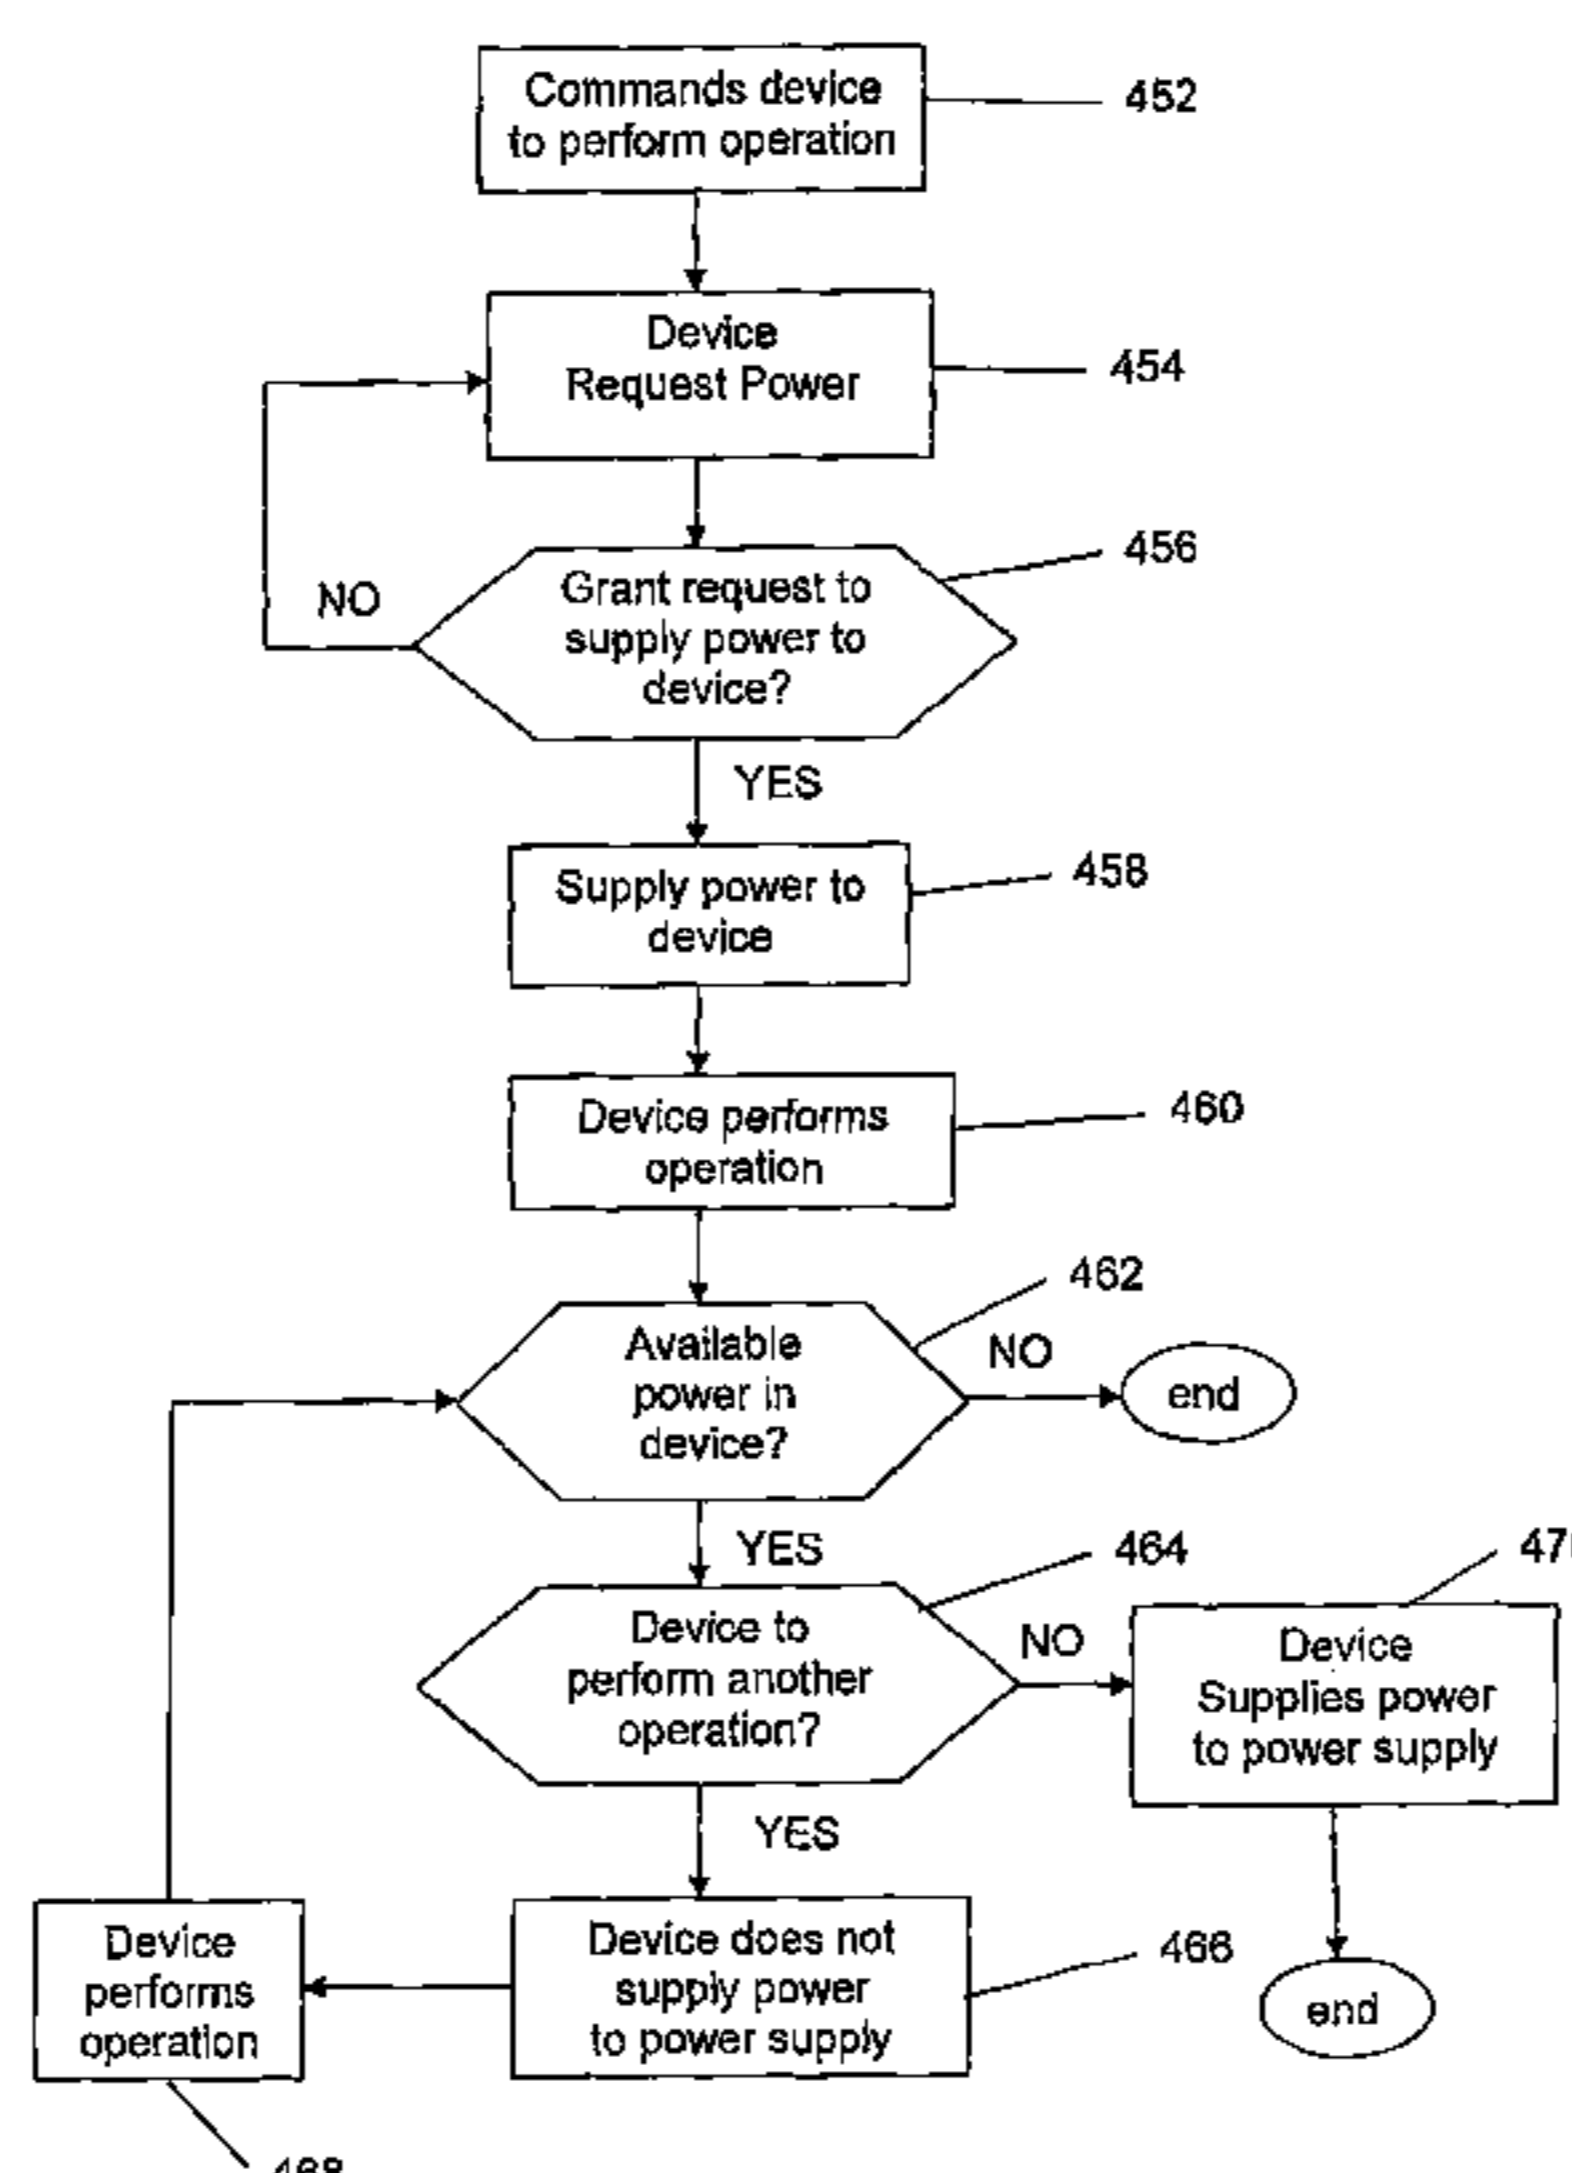 Commands device
to perform operation
452
Device
Request Power
454
Grant request to
supply power to
device?
456
NO
YES
Supply power to
device
458
Device performs
operation
460
Available
power in
device?
462
NO
end
YES
Device to
perform another
operation?
464
NO
Device
Supplies power
to power supply
YES
Device does not
supply power
to power supply
466
end
Device
performs
operation
468